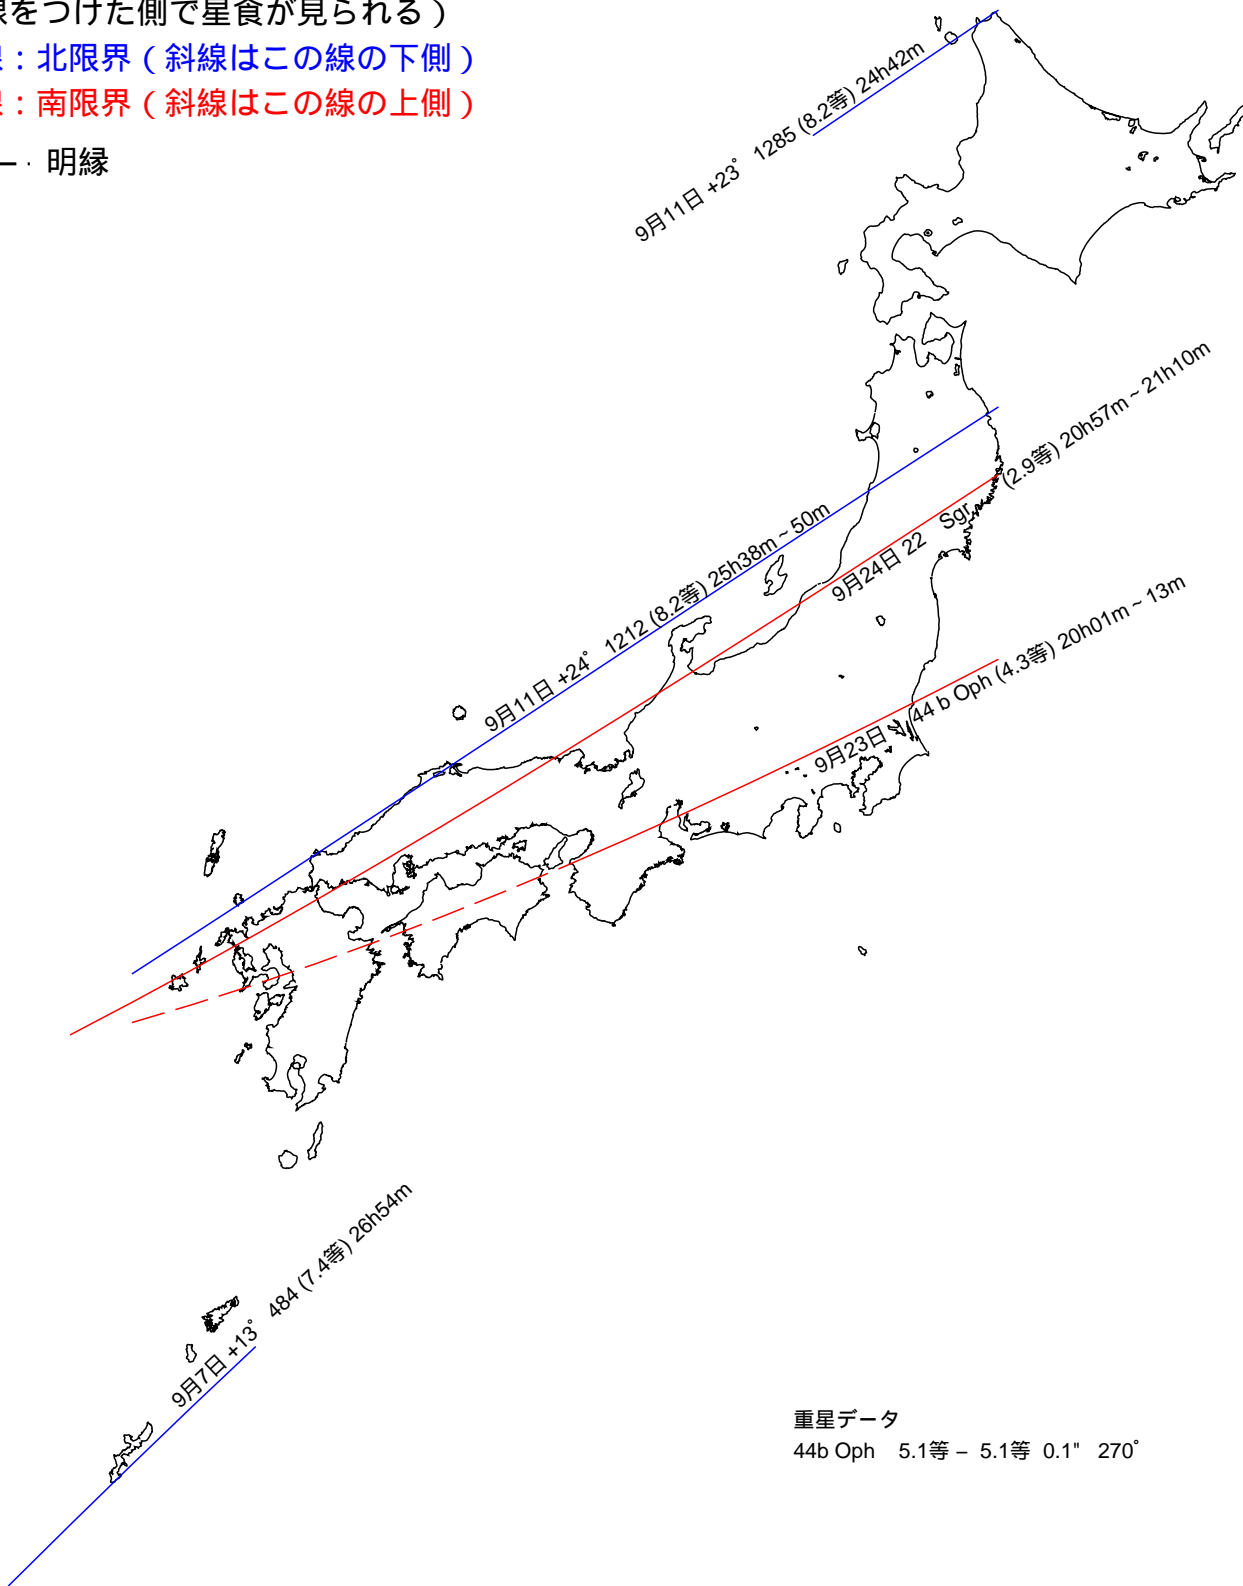 線をつけた側で星食が見られる）
線：北限界（斜線はこの線の下側）
線：南限界（斜線はこの線の上側）
明縁
9月11日 +23° 1285 (8.2等) 24h42m
9月24日 22 Sgr (2.9等) 20h57m ~ 21h10m
9月11日 +24° 1212 (8.2等) 25h38m ~ 50m
9月23日 44 b Oph (4.3等) 20h01m ~ 13m
9月7日 +13° 484 (7.4等) 26h54m
重星データ
44b Oph 5.1等 – 5.1等 0.1" 270°